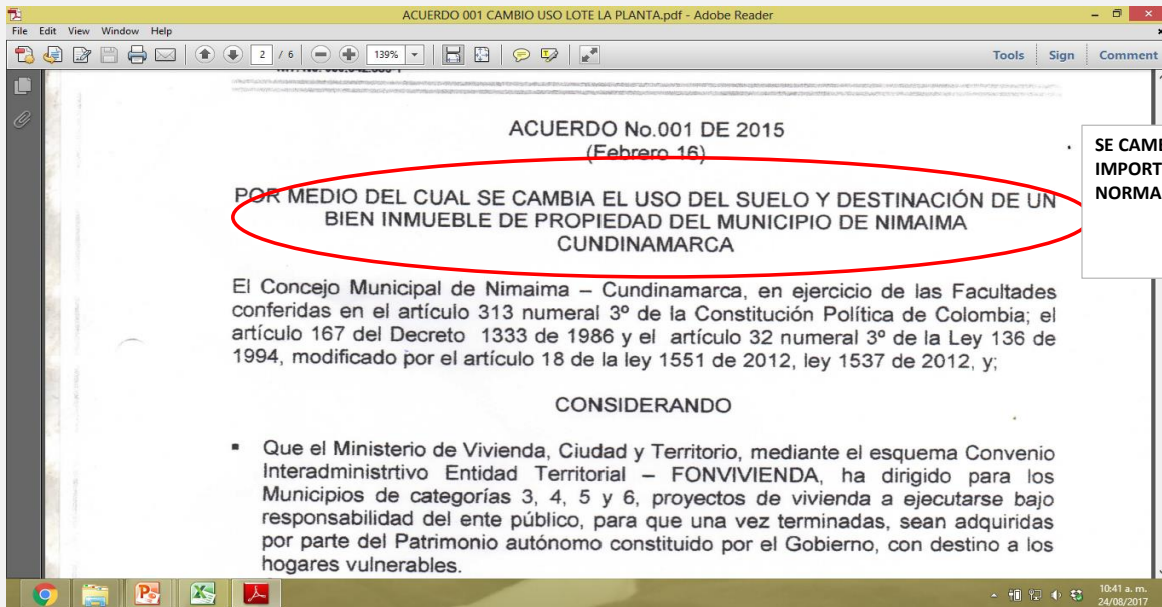 ACUERDO 001 CAMBIO USO LOTE LA PLANTA.pdf - Adobe Reader
File Edit View Window Help
2 / 6 139% Tools Sign Comment
ACUERDO No.001 DE 2015
(Febrero 16)
SE CAMB
IMPORT
NORMA
POR MEDIO DEL CUAL SE CAMBIA EL USO DEL SUELO Y DESTINACIÓN DE UN
BIEN INMUEBLE DE PROPIEDAD DEL MUNICIPIO DE NIMAIMA
CUNDINAMARCA
El Concejo Municipal de Nimaima – Cundinamarca, en ejercicio de las Facultades
conferidas en el artículo 313 numeral 3º de la Constitución Política de Colombia; el
artículo 167 del Decreto 1333 de 1986 y el artículo 32 numeral 3º de la Ley 136 de
1994, modificado por el artículo 18 de la ley 1551 de 2012, ley 1537 de 2012, y;
CONSIDERANDO
▪ Que el Ministerio de Vivienda, Ciudad y Territorio, mediante el esquema Convenio
Interadministrtivo Entidad Territorial – FONVIVIENDA, ha dirigido para los
Municipios de categorías 3, 4, 5 y 6, proyectos de vivienda a ejecutarse bajo
responsabilidad del ente público, para que una vez terminadas, sean adquiridas
por parte del Patrimonio autónomo constituido por el Gobierno, con destino a los
hogares vulnerables.
10:41 a. m.
24/08/2017